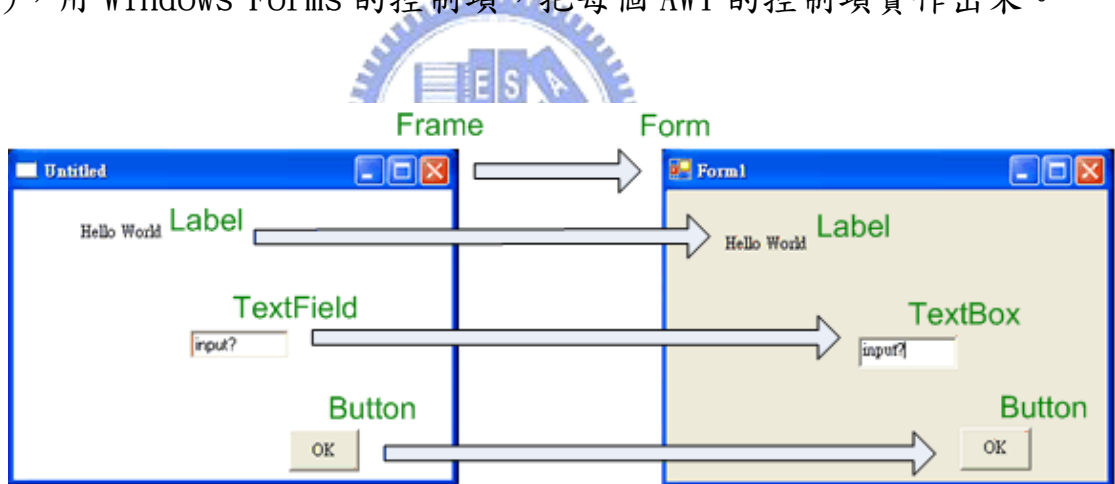 ），用 Windows Forms 的控制項，把每個 AWT 的控制項實作出來。
ESA
Frame Form
Untitled Form1
Hello World Label Hello World Label
TextField TextBox
input? input?
Button Button
OK OK